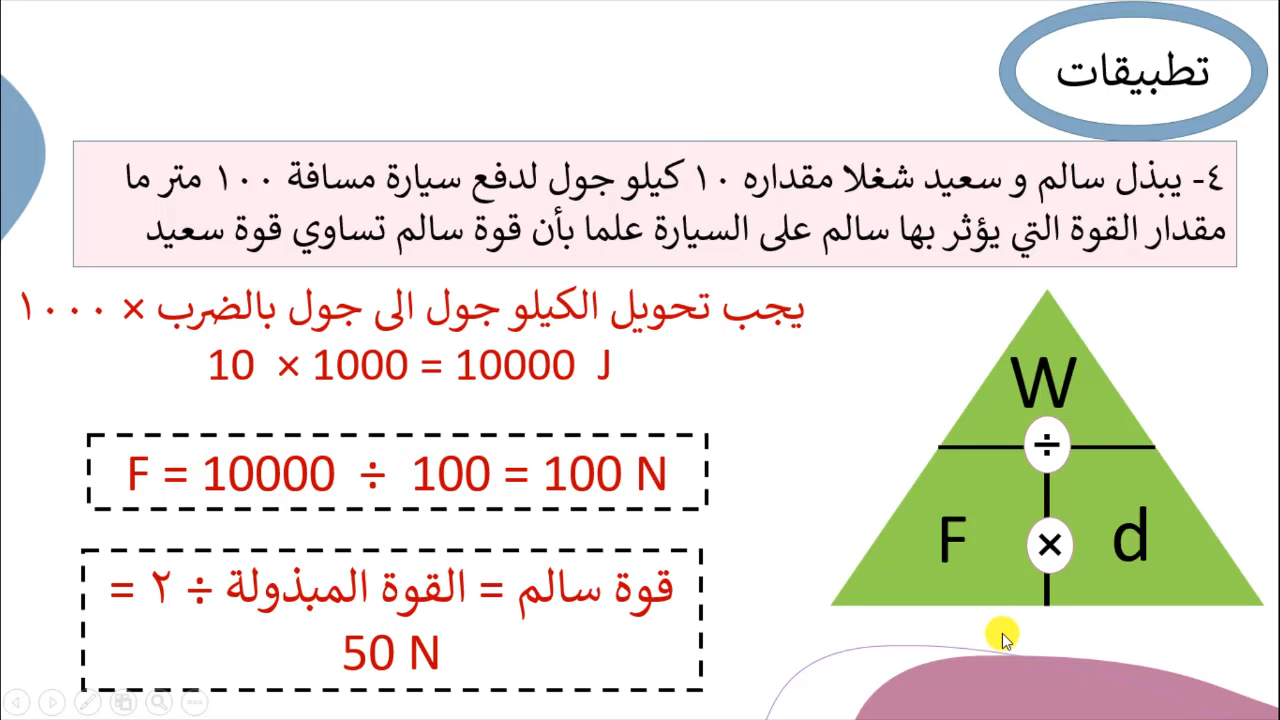 تطبيقات
٤- يبذل سالم و سعيد شغلا مقداره ١٠ كيلو جول لدفع سيارة مسافة ١٠٠ متر ما
مقدار القوة التي يؤثر بها سالم على السيارة علما بأن قوة سالم تساوي قوة سعيد
يجب تحويل الكيلو جول الى جول بالضرب × ١٠٠٠
10 × 1000 = 10000 J
F = 10000 ÷ 100 = 100 N
قوة سالم = القوة المبذولة ÷ ٢ =
50 N
W
÷
F × d